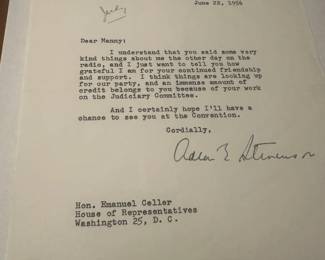 June 22, 1956
Dear Manny:
I understand that you said some very
kind things about me the other day on the
radio, and I just want to tell you how
grateful I am for your continued friendship
and support. I think things are looking up
for our party, and an immense amount of
credit belongs to you because of your work
on the Judiciary Committee.
And I certainly hope I'll have a
chance to see you at the Convention.
Cordially,
Adlai E Stevenson
Hon. Emanuel Celler
House of Representatives
Washington 25, D. C.